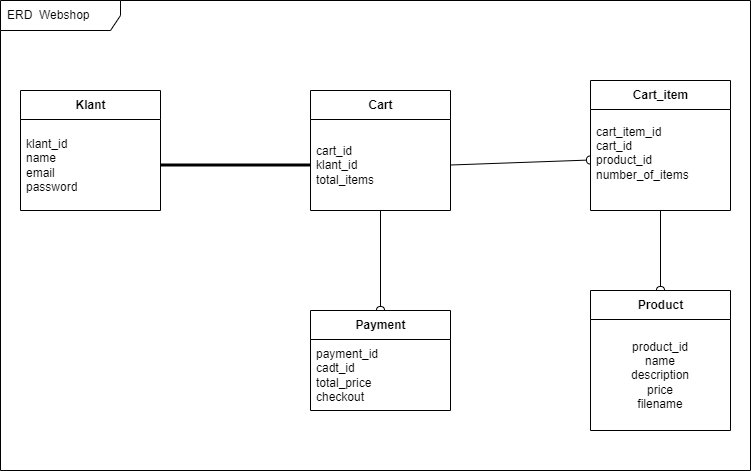 ERD Webshop
Klant
klant_id
name
email
password
Cart
cart_id
klant_id
total_items
Cart_item
cart_item_id
cart_id
product_id
number_of_items
Payment
payment_id
cadt_id
total_price
checkout
Product
product_id
name
description
price
filename